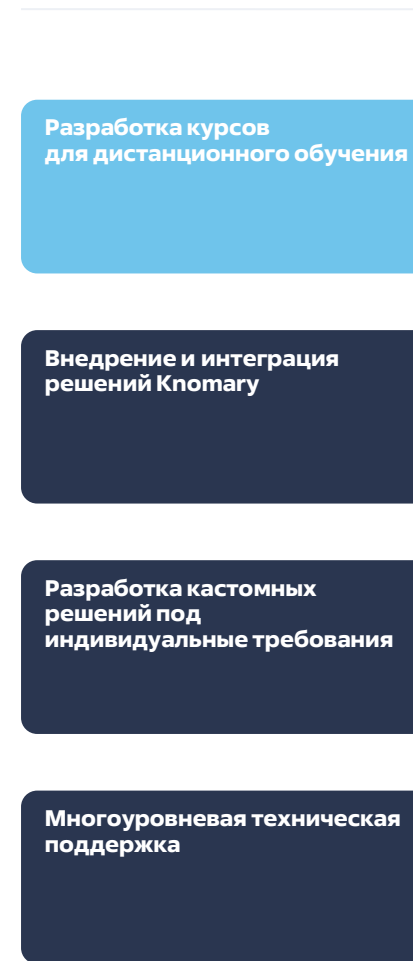 Разработка курсов
для дистанционного обучения
Внедрение и интеграция
решений Knomary
Разработка кастомных
решений под
индивидуальные требования
Многоуровневая техническая
поддержка